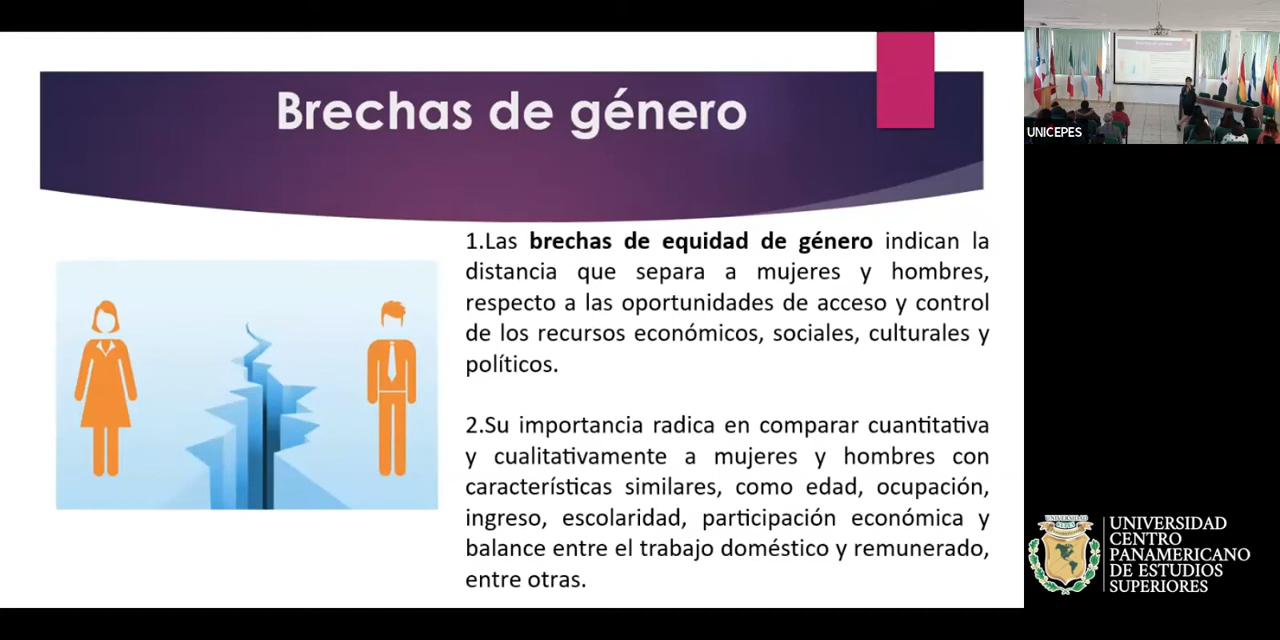 Brechas de género
1.Las brechas de equidad de género indican la
distancia que separa a mujeres y hombres,
respecto a las oportunidades de acceso y control
de los recursos económicos, sociales, culturales y
políticos.
2.Su importancia radica en comparar cuantitativa
y cualitativamente a mujeres y hombres con
características similares, como edad, ocupación,
ingreso, escolaridad, participación económica y
balance entre el trabajo doméstico y remunerado,
entre otras.
UNICEPES
UNIVERSIDAD
CENTRO
PANAMERICANO
DE ESTUDIOS
SUPERIORES